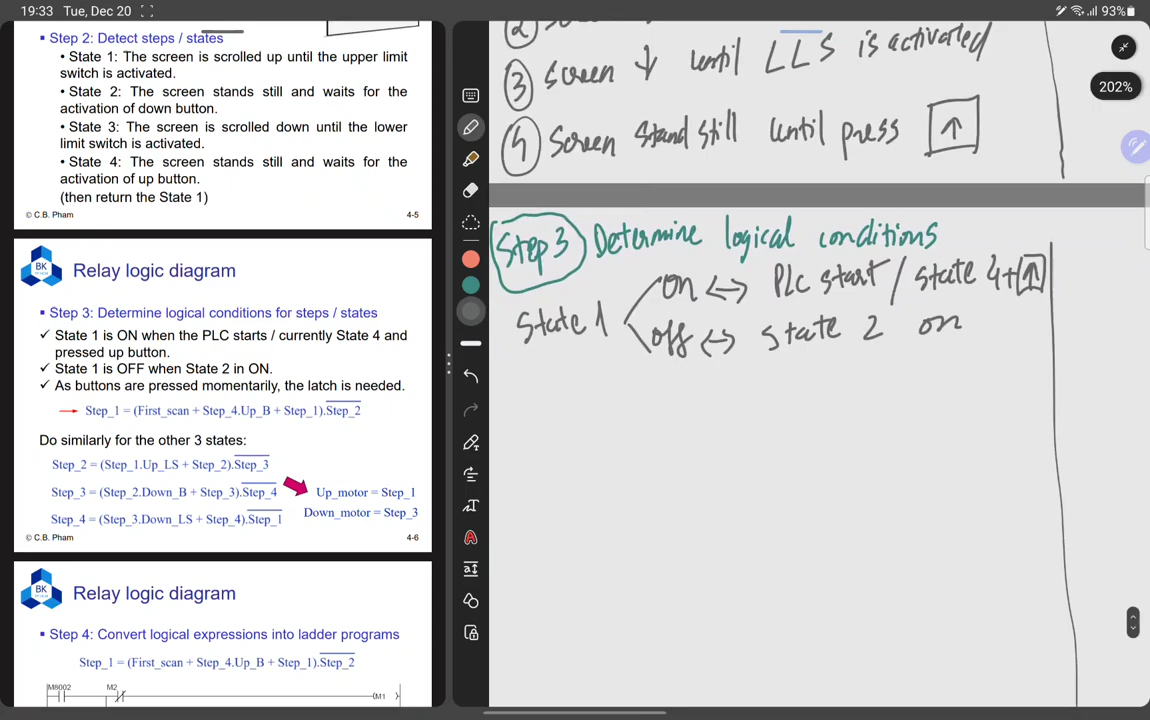 19:33 Tue, Dec 20
93%
▪ Step 2: Detect steps / states
• State 1: The screen is scrolled up until the upper limit
switch is activated.
• State 2: The screen stands still and waits for the
activation of down button.
• State 3: The screen is scrolled down until the lower
limit switch is activated.
• State 4: The screen stands still and waits for the
activation of up button.
(then return the State 1)
© C.B. Pham
4-5
BK
Relay logic diagram
▪ Step 3: Determine logical conditions for steps / states
✓ State 1 is ON when the PLC starts / currently State 4 and
pressed up button.
✓ State 1 is OFF when State 2 in ON.
✓ As buttons are pressed momentarily, the latch is needed.
→ Step_1 = (First_scan + Step_4.Up_B + Step_1).S̅t̅e̅p̅_̅2̅
Do similarly for the other 3 states:
Step_2 = (Step_1.Up_LS + Step_2).S̅t̅e̅p̅_̅3̅
Step_3 = (Step_2.Down_B + Step_3).S̅t̅e̅p̅_̅4̅
Step_4 = (Step_3.Down_LS + Step_4).S̅t̅e̅p̅_̅1̅
Up_motor = Step_1
Down_motor = Step_3
© C.B. Pham
4-6
BK
Relay logic diagram
▪ Step 4: Convert logical expressions into ladder programs
Step_1 = (First_scan + Step_4.Up_B + Step_1).S̅t̅e̅p̅_̅2̅
M8002 M2
(M1
202%
②
③ Screen ↓ until LLS is activated
④ Screen stand still until press ↑
Step 3 Determine logical conditions
State 1
on ⟷ PLC start / state 4+↑
off ⟷ state 2 on